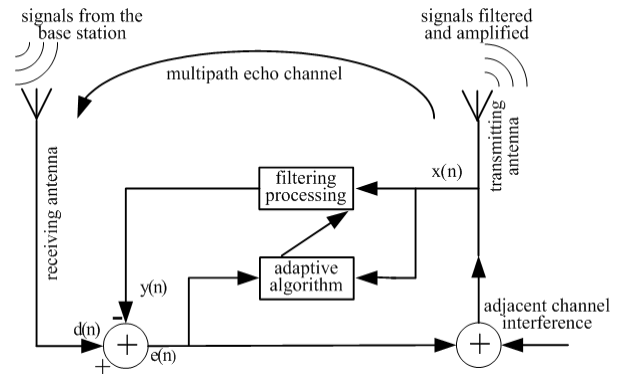 signals from the
base station
signals filtered
and amplified
multipath echo channel
receiving antenna
transmitting
antenna
x(n)
filtering
processing
adaptive
algorithm
y(n)
-
d(n)
+
+
e(n)
adjacent channel
interference
+